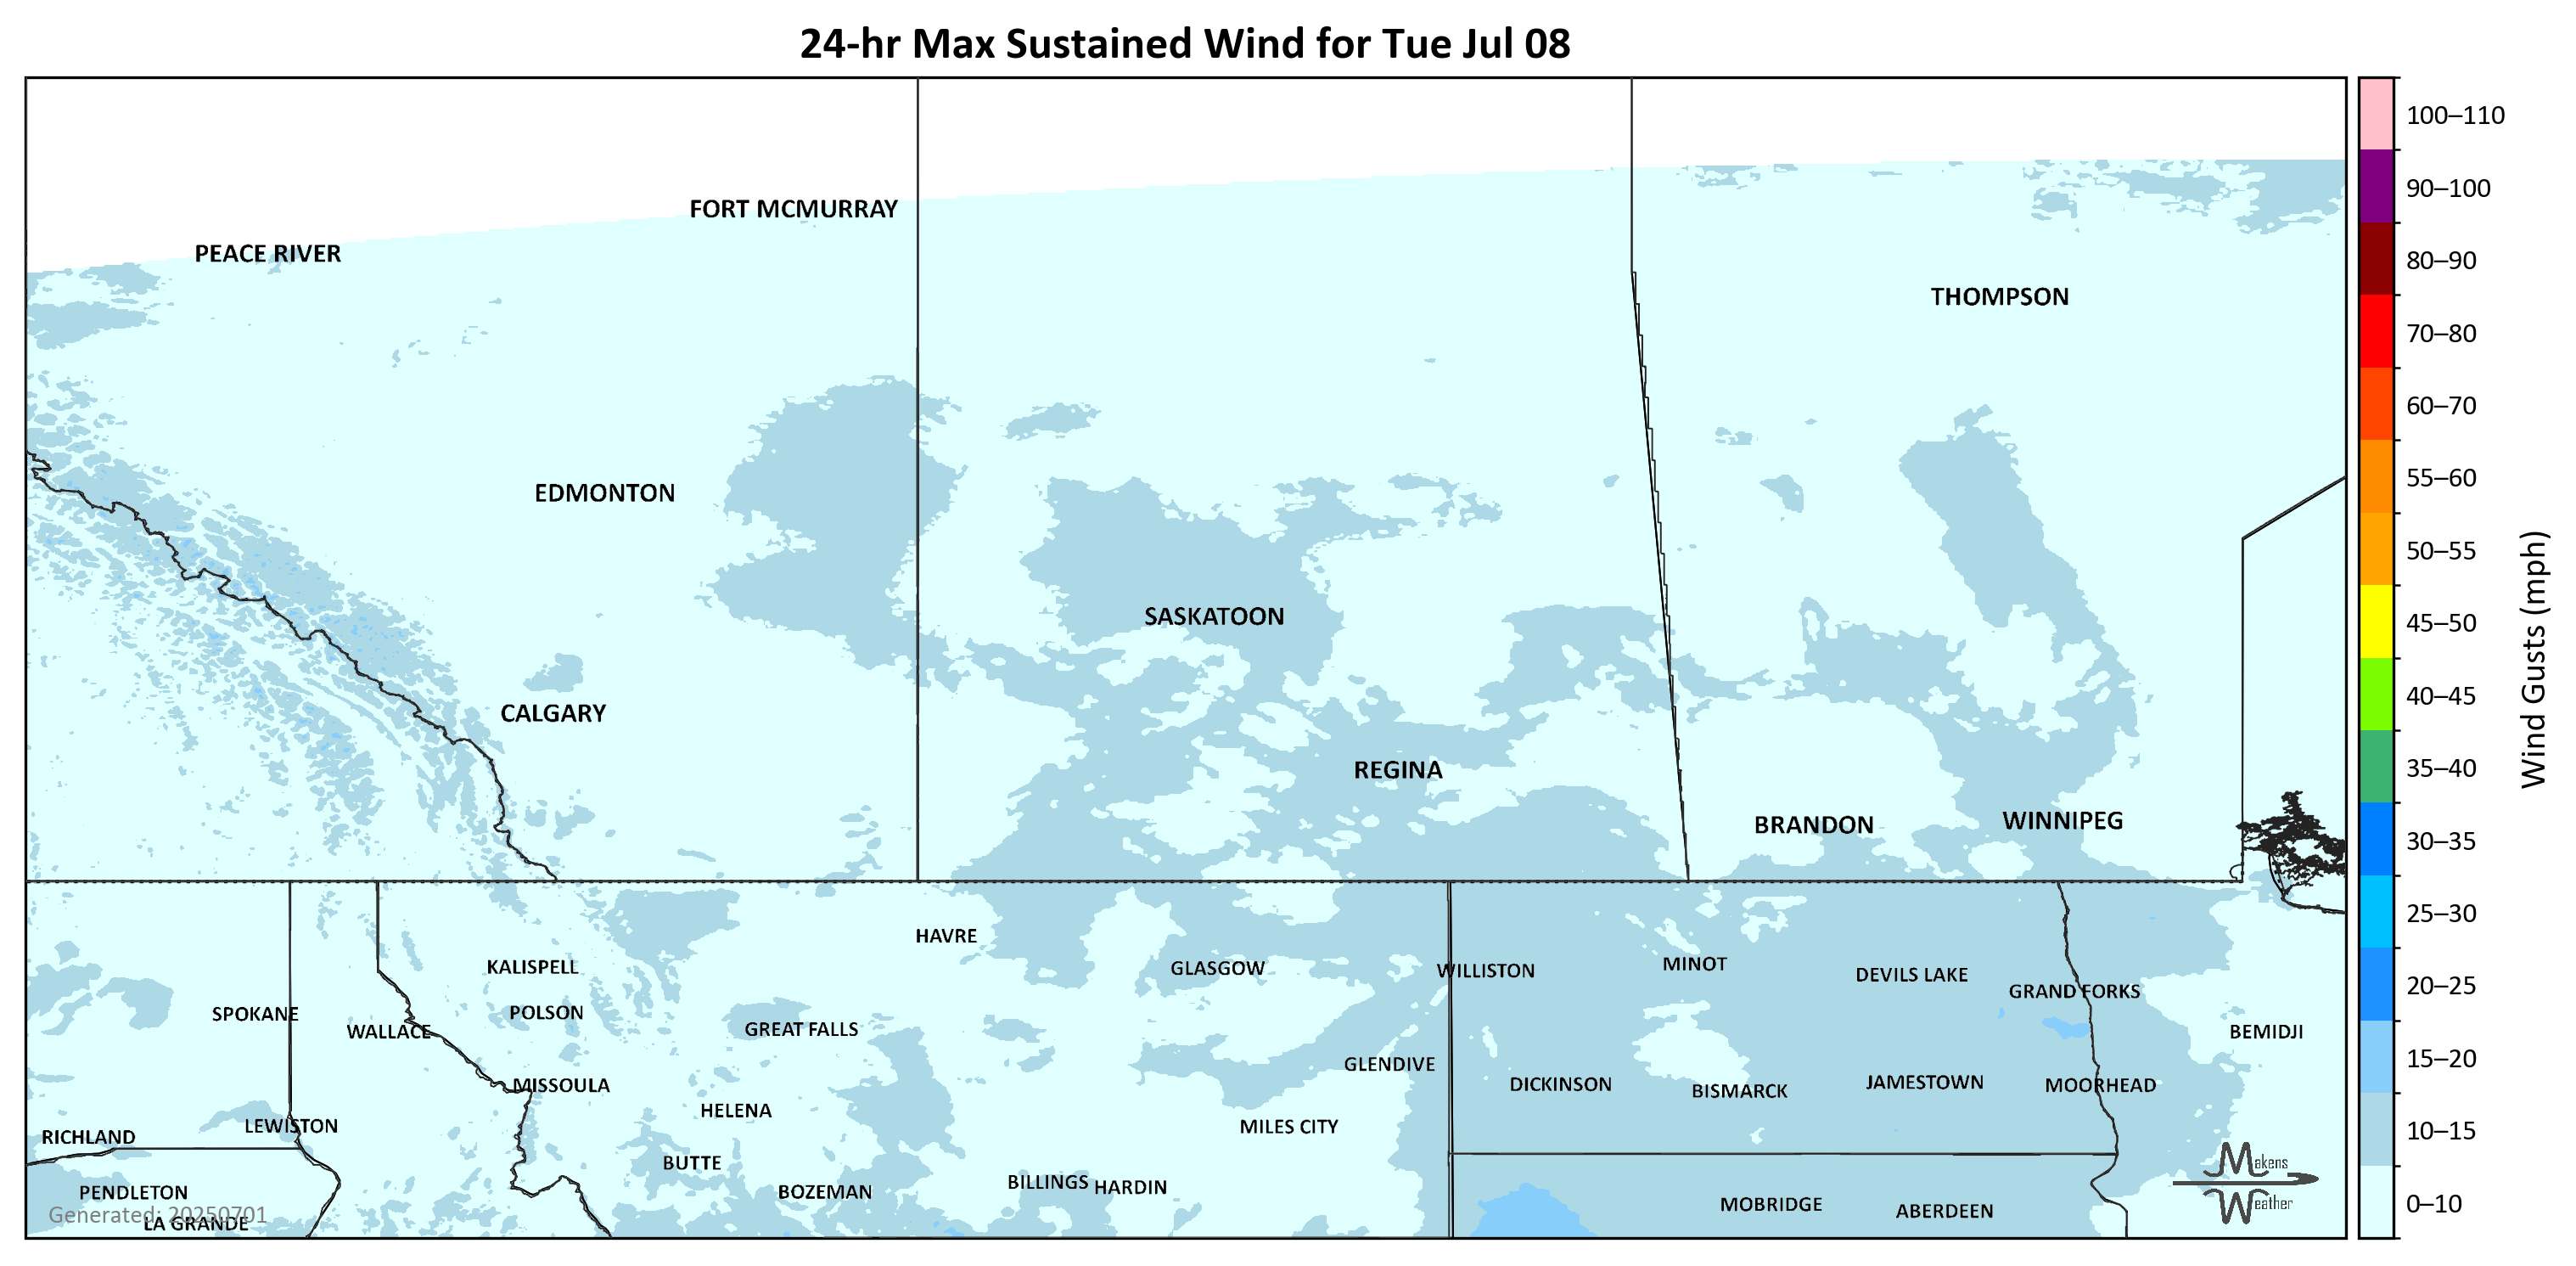 24-hr Max Sustained Wind for Tue Jul 08
100–110
90–100
80–90
70–80
60–70
55–60
50–55
45–50
40–45
35–40
30–35
25–30
20–25
15–20
10–15
0–10
Wind Gusts (mph)
FORT MCMURRAY
PEACE RIVER
THOMPSON
EDMONTON
SASKATOON
CALGARY
REGINA
BRANDON
WINNIPEG
HAVRE
KALISPELL
GLASGOW
WILLISTON
MINOT
DEVILS LAKE
GRAND FORKS
SPOKANE
POLSON
WALLACE
GREAT FALLS
BEMIDJI
GLENDIVE
MISSOULA
DICKINSON
BISMARCK
JAMESTOWN
MOORHEAD
HELENA
LEWISTON
MILES CITY
RICHLAND
BUTTE
PENDLETON
BOZEMAN
BILLINGS
HARDIN
MOBRIDGE
ABERDEEN
LA GRANDE
Generated: 20250701
Makens
Weather